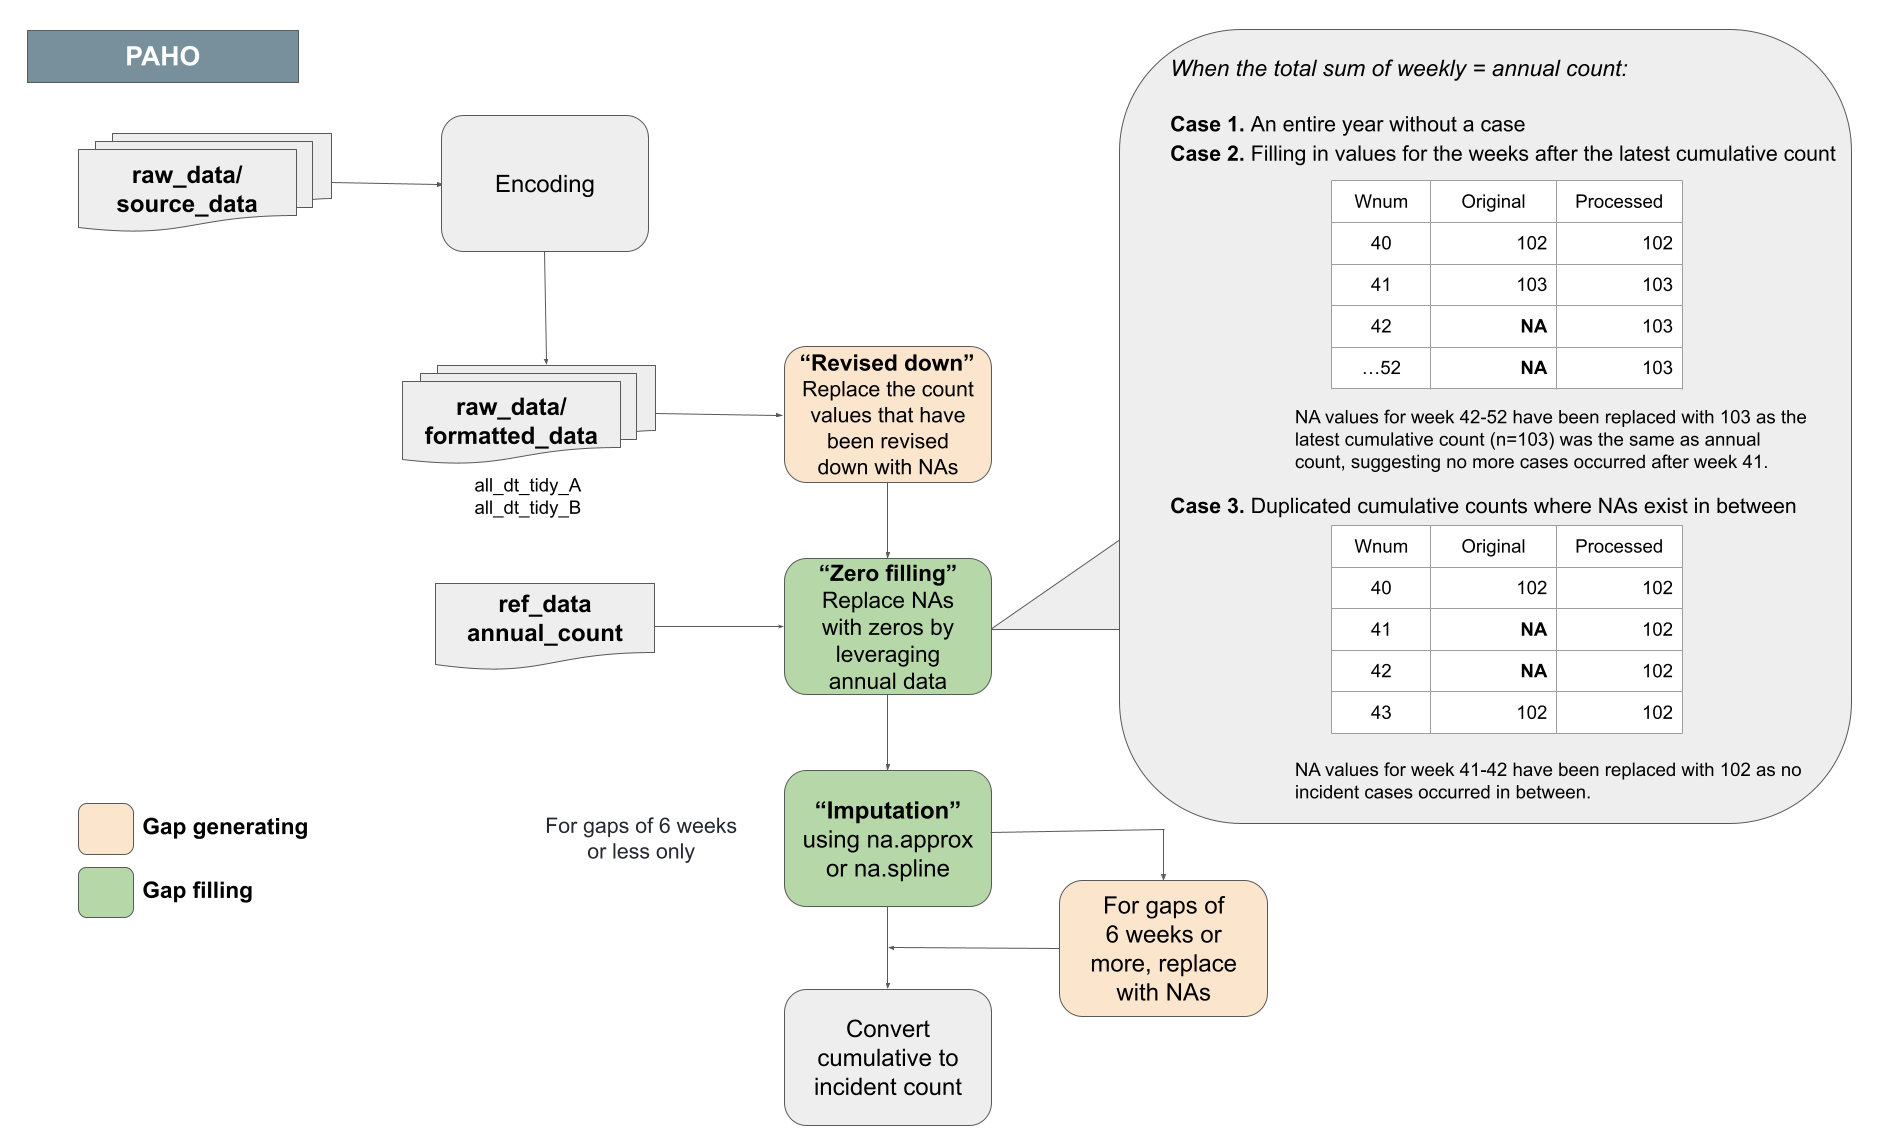 PAHO
raw_data/
source_data
Encoding
raw_data/
formatted_data
all_dt_tidy_A
all_dt_tidy_B
“Revised down”
Replace the count
values that have
been revised
down with NAs
ref_data
annual_count
“Zero filling”
Replace NAs
with zeros by
leveraging
annual data
For gaps of 6 weeks
or less only
“Imputation”
using na.approx
or na.spline
For gaps of
6 weeks or
more, replace
with NAs
Convert
cumulative to
incident count
Gap generating
Gap filling
When the total sum of weekly = annual count:
Case 1. An entire year without a case
Case 2. Filling in values for the weeks after the latest cumulative count
Wnum Original Processed
40 102 102
41 103 103
42 NA 103
…52 NA 103
NA values for week 42-52 have been replaced with 103 as the
latest cumulative count (n=103) was the same as annual
count, suggesting no more cases occurred after week 41.
Case 3. Duplicated cumulative counts where NAs exist in between
Wnum Original Processed
40 102 102
41 NA 102
42 NA 102
43 102 102
NA values for week 41-42 have been replaced with 102 as no
incident cases occurred in between.